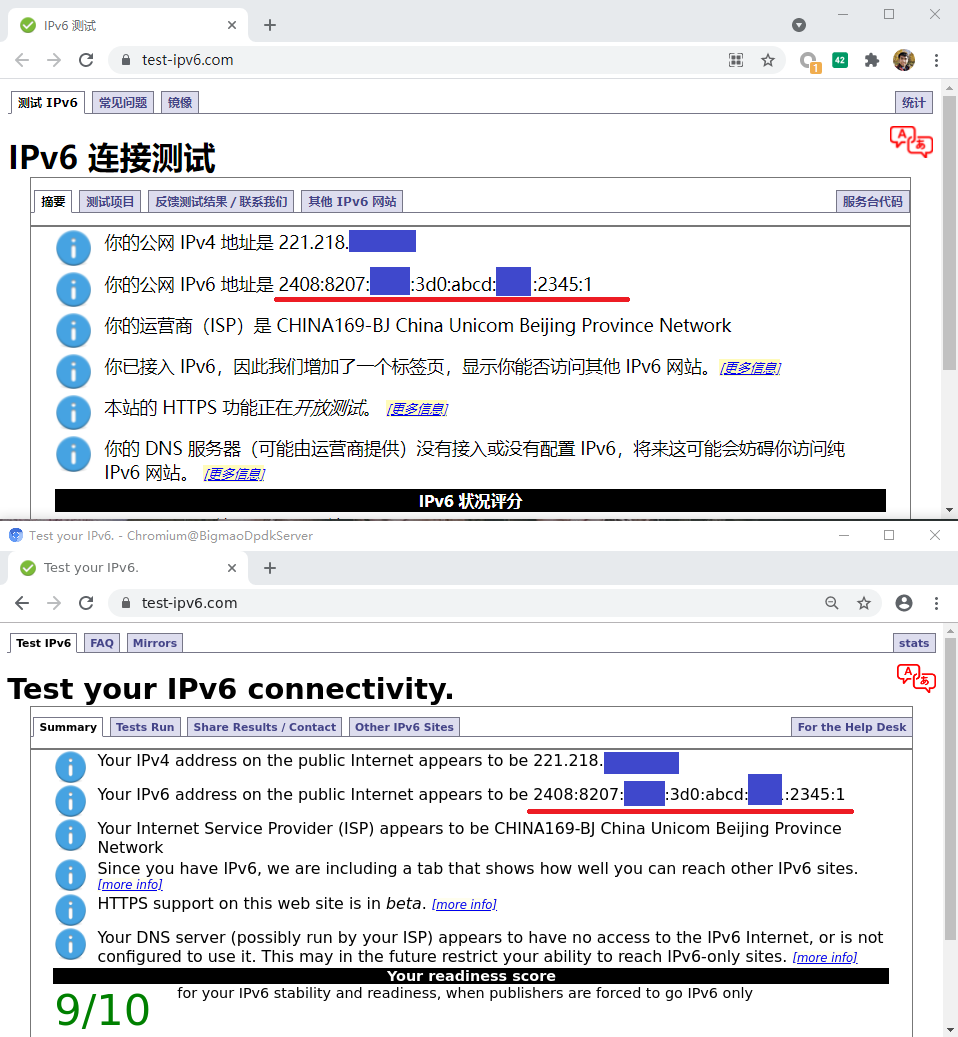 IPv6 测试
test-ipv6.com
1
42
测试 IPv6 常见问题 镜像 统计
IPv6 连接测试
A あ
摘要 测试项目 反馈测试结果 / 联系我们 其他 IPv6 网站 服务台代码
你的公网 IPv4 地址是 221.218.
你的公网 IPv6 地址是 2408:8207: :3d0:abcd: :2345:1
你的运营商（ISP）是 CHINA169-BJ China Unicom Beijing Province Network
你已接入 IPv6，因此我们增加了一个标签页，显示你能否访问其他 IPv6 网站。 [更多信息]
本站的 HTTPS 功能正在开放测试。 [更多信息]
你的 DNS 服务器（可能由运营商提供）没有接入或没有配置 IPv6，将来这可能会妨碍你访问纯
IPv6 网站。 [更多信息]
IPv6 状况评分
Test your IPv6. - Chromium@BigmaoDpdkServer
Test your IPv6.
test-ipv6.com
Test IPv6 FAQ Mirrors stats
Test your IPv6 connectivity.
A あ
Summary Tests Run Share Results / Contact Other IPv6 Sites For the Help Desk
Your IPv4 address on the public Internet appears to be 221.218.
Your IPv6 address on the public Internet appears to be 2408:8207: :3d0:abcd: :2345:1
Your Internet Service Provider (ISP) appears to be CHINA169-BJ China Unicom Beijing Province
Network
Since you have IPv6, we are including a tab that shows how well you can reach other IPv6 sites.
[more info]
HTTPS support on this web site is in beta. [more info]
Your DNS server (possibly run by your ISP) appears to have no access to the IPv6 Internet, or is not
configured to use it. This may in the future restrict your ability to reach IPv6-only sites. [more info]
Your readiness score
9/10 for your IPv6 stability and readiness, when publishers are forced to go IPv6 only